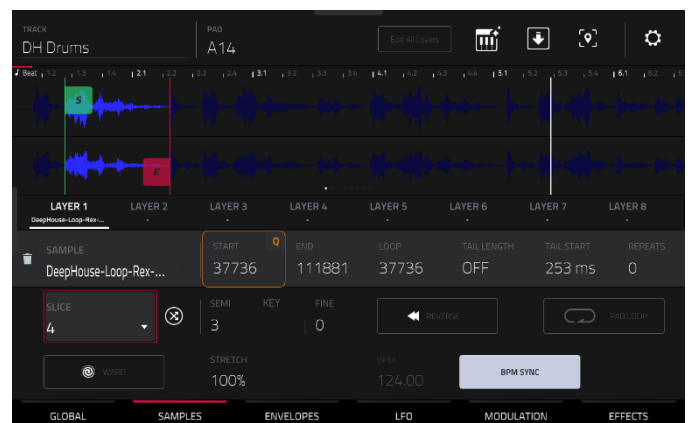 TRACK PAD
DH Drums A14 Edit All Layers
Beat 1.2 1.3 1.4 2.1 2.2 2.3 2.4 3.1 3.2 3.3 3.4 4.1 4.2 4.3 4.4 5.1 5.2 5.3 5.4 6.1 6.2
S
E
LAYER 1 LAYER 2 LAYER 3 LAYER 4 LAYER 5 LAYER 6 LAYER 7 LAYER 8
DeepHouse-Loop-Rex-... - - - - - - -
SAMPLE START Q END LOOP TAIL LENGTH TAIL START REPEATS
DeepHouse-Loop-Rex-... 37736 111881 37736 OFF 253 ms 0
SLICE SEMI KEY FINE
4 3 0 REVERSE PAD LOOP
WARP STRETCH BPM BPM SYNC
100% 124.00
GLOBAL SAMPLES ENVELOPES LFO MODULATION EFFECTS